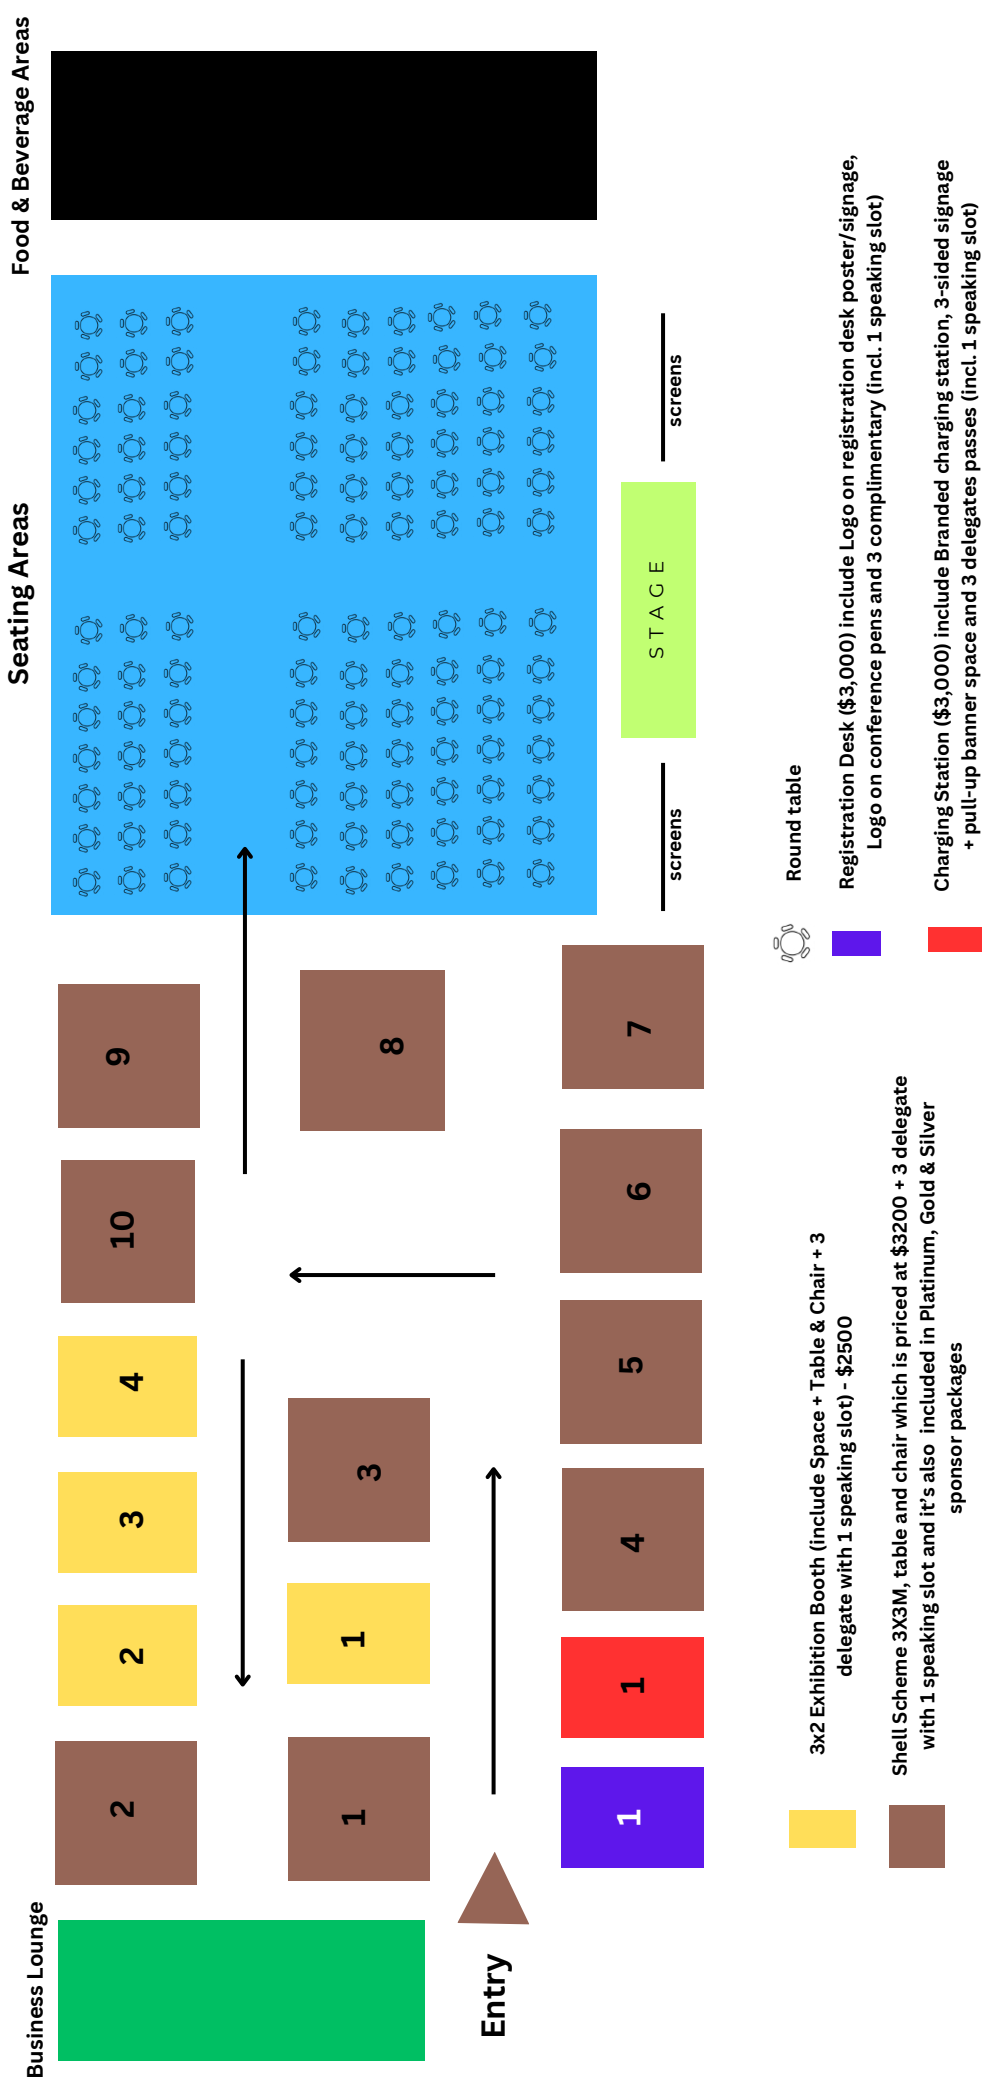 Business Lounge
Seating Areas
Food & Beverage Areas
2
2
3
4
10
9
1
1
3
8
Entry
1
1
4
5
6
7
screens
STAGE
screens
3x2 Exhibition Booth (include Space + Table & Chair + 3
delegate with 1 speaking slot) - $2500
Shell Scheme 3X3M, table and chair which is priced at $3200 + 3 delegate
with 1 speaking slot and it's also included in Platinum, Gold & Silver
sponsor packages
Round table
Registration Desk ($3,000) include Logo on registration desk poster/signage,
Logo on conference pens and 3 complimentary (incl. 1 speaking slot)
Charging Station ($3,000) include Branded charging station, 3-sided signage
+ pull-up banner space and 3 delegates passes (incl. 1 speaking slot)